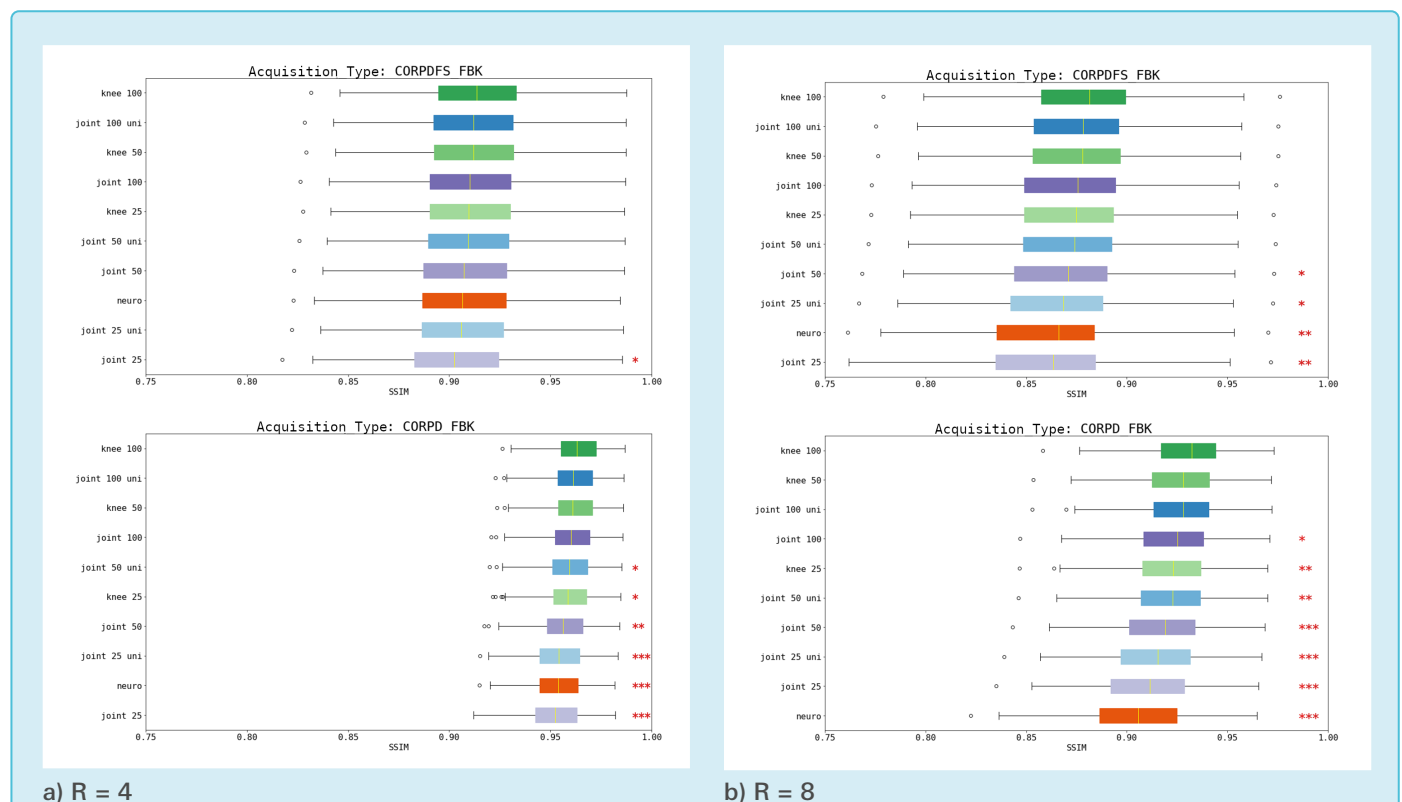 Acquisition Type: CORPDFS FBK
knee 100
joint 100 uni
knee 50
joint 100
knee 25
joint 50 uni
joint 50
neuro
joint 25 uni
joint 25 *
0.75 0.80 0.85 0.90 0.95 1.00
SSIM
Acquisition Type: CORPD FBK
knee 100
joint 100 uni
knee 50
joint 100
joint 50 uni *
knee 25 *
joint 50 **
joint 25 uni ***
neuro ***
joint 25 ***
0.75 0.80 0.85 0.90 0.95 1.00
SSIM
a) R = 4
Acquisition Type: CORPDFS FBK
knee 100
joint 100 uni
knee 50
joint 100
knee 25
joint 50 uni
joint 50 *
joint 25 uni *
neuro **
joint 25 **
0.75 0.80 0.85 0.90 0.95 1.00
SSIM
Acquisition Type: CORPD FBK
knee 100
knee 50
joint 100 uni
joint 100 *
knee 25 **
joint 50 uni **
joint 50 ***
joint 25 uni ***
joint 25 ***
neuro ***
0.75 0.80 0.85 0.90 0.95 1.00
SSIM
b) R = 8